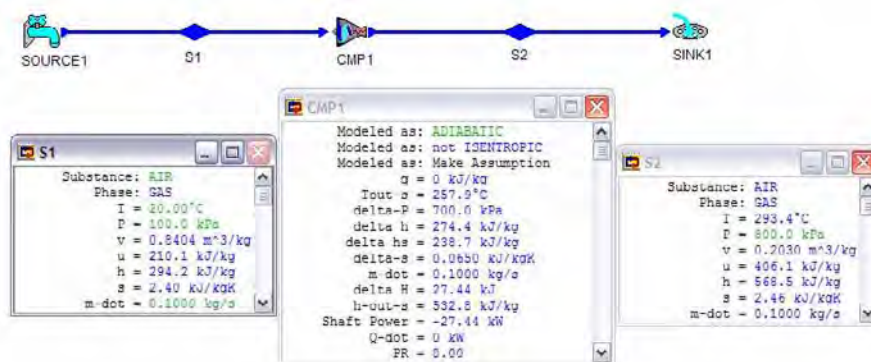 SOURCE1
S1
CMP1
S2
SINK1
S1
Substance: AIR
Phase: GAS
T = 20.00°C
P = 100.0 kPa
v = 0.8404 m^3/kg
u = 210.1 kJ/kg
h = 294.2 kJ/kg
s = 2.40 kJ/kgK
m-dot = 0.1000 kg/s
CMP1
Modeled as: ADIABATIC
Modeled as: not ISENTROPIC
Modeled as: Make Assumption
q = 0 kJ/kg
Tout s = 257.9°C
delta-P = 700.0 kPa
delta h = 274.4 kJ/kg
delta hs = 238.7 kJ/kg
delta-s = 0.0650 kJ/kgK
m-dot = 0.1000 kg/s
delta H = 27.44 kJ
h-out-s = 532.8 kJ/kg
Shaft Power = -27.44 kW
Q-dot = 0 kW
PR = 8.00
S2
Substance: AIR
Phase: GAS
T = 293.4°C
P = 800.0 kPa
v = 0.2030 m^3/kg
u = 406.1 kJ/kg
h = 568.5 kJ/kg
s = 2.46 kJ/kgK
m-dot = 0.1000 kg/s